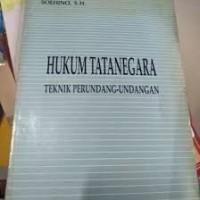 SOEHINO, S.H.
HUKUM TATANEGARA
TEKNIK PERUNDANG-UNDANGAN